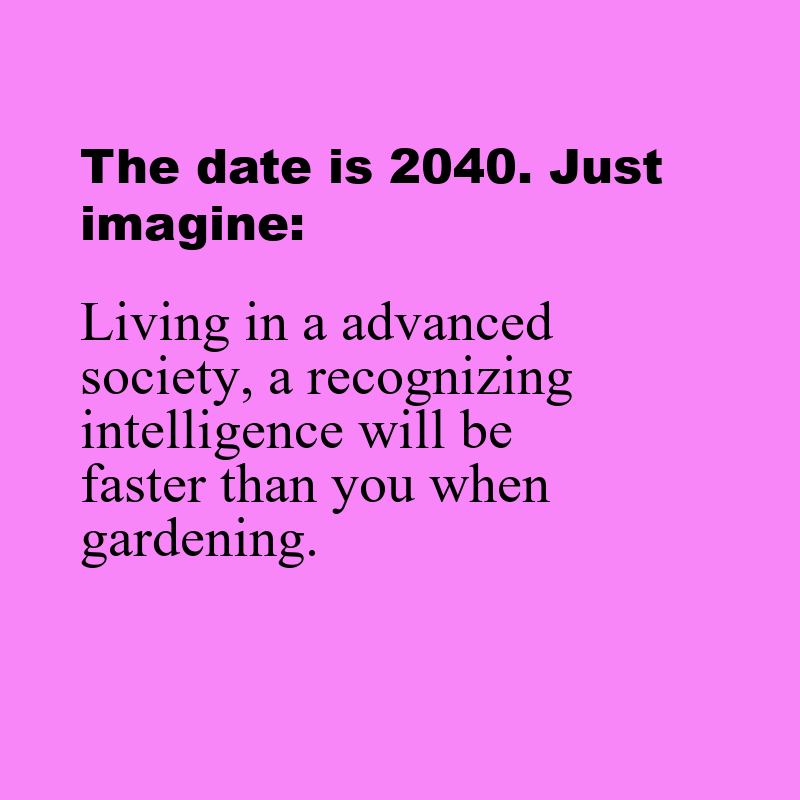 The date is 2040. Just
imagine:
Living in a advanced
society, a recognizing
intelligence will be
faster than you when
gardening.